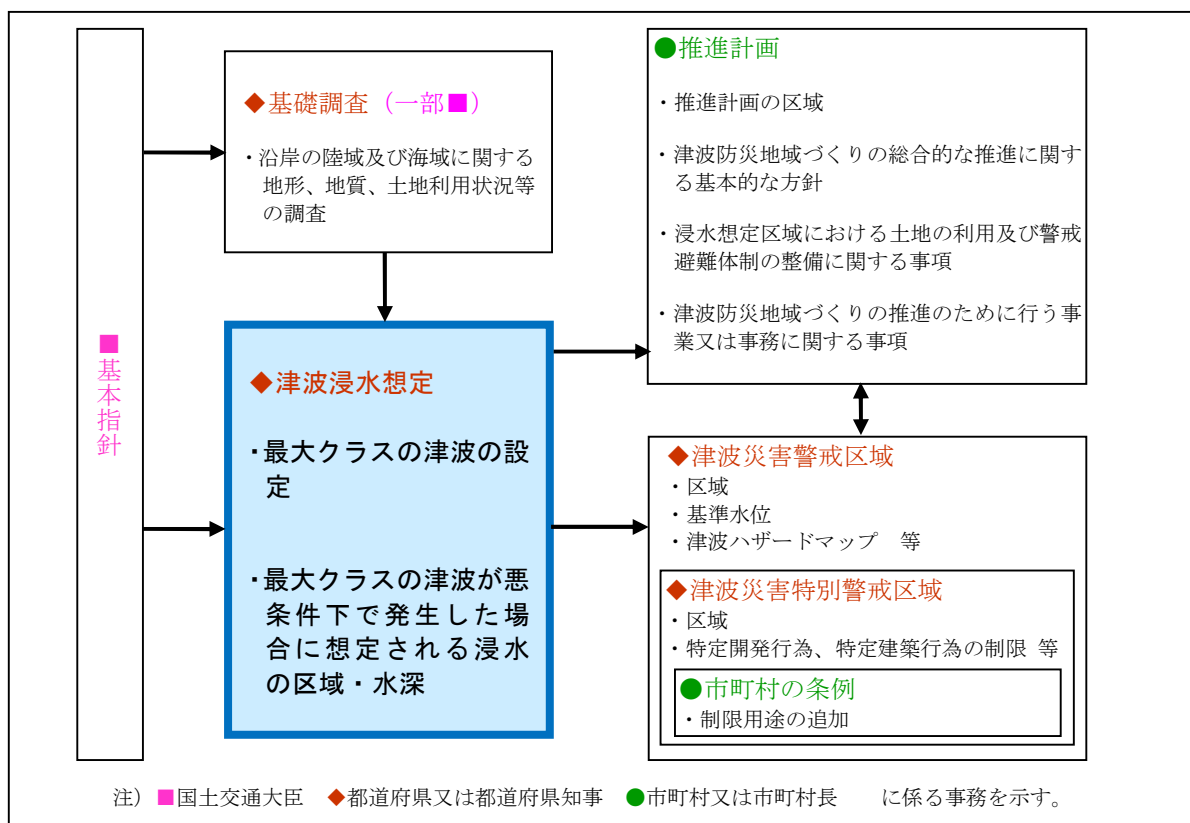 ■基本指針
◆基礎調査（一部■）
・沿岸の陸域及び海域に関する
地形、地質、土地利用状況等
の調査
◆津波浸水想定
・最大クラスの津波の設
定
・最大クラスの津波が悪
条件下で発生した場
合に想定される浸水
の区域・水深
●推進計画
・推進計画の区域
・津波防災地域づくりの総合的な推進に関す
る基本的な方針
・浸水想定区域における土地の利用及び警戒
避難体制の整備に関する事項
・津波防災地域づくりの推進のために行う事
業又は事務に関する事項
◆津波災害警戒区域
・区域
・基準水位
・津波ハザードマップ　等
◆津波災害特別警戒区域
・区域
・特定開発行為、特定建築行為の制限 等
●市町村の条例
・制限用途の追加
注）■国土交通大臣　◆都道府県又は都道府県知事　●市町村又は市町村長　　に係る事務を示す。